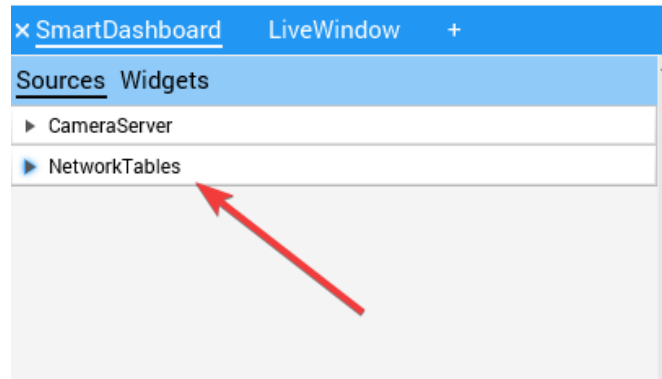 × SmartDashboard LiveWindow +
Sources Widgets
CameraServer
NetworkTables